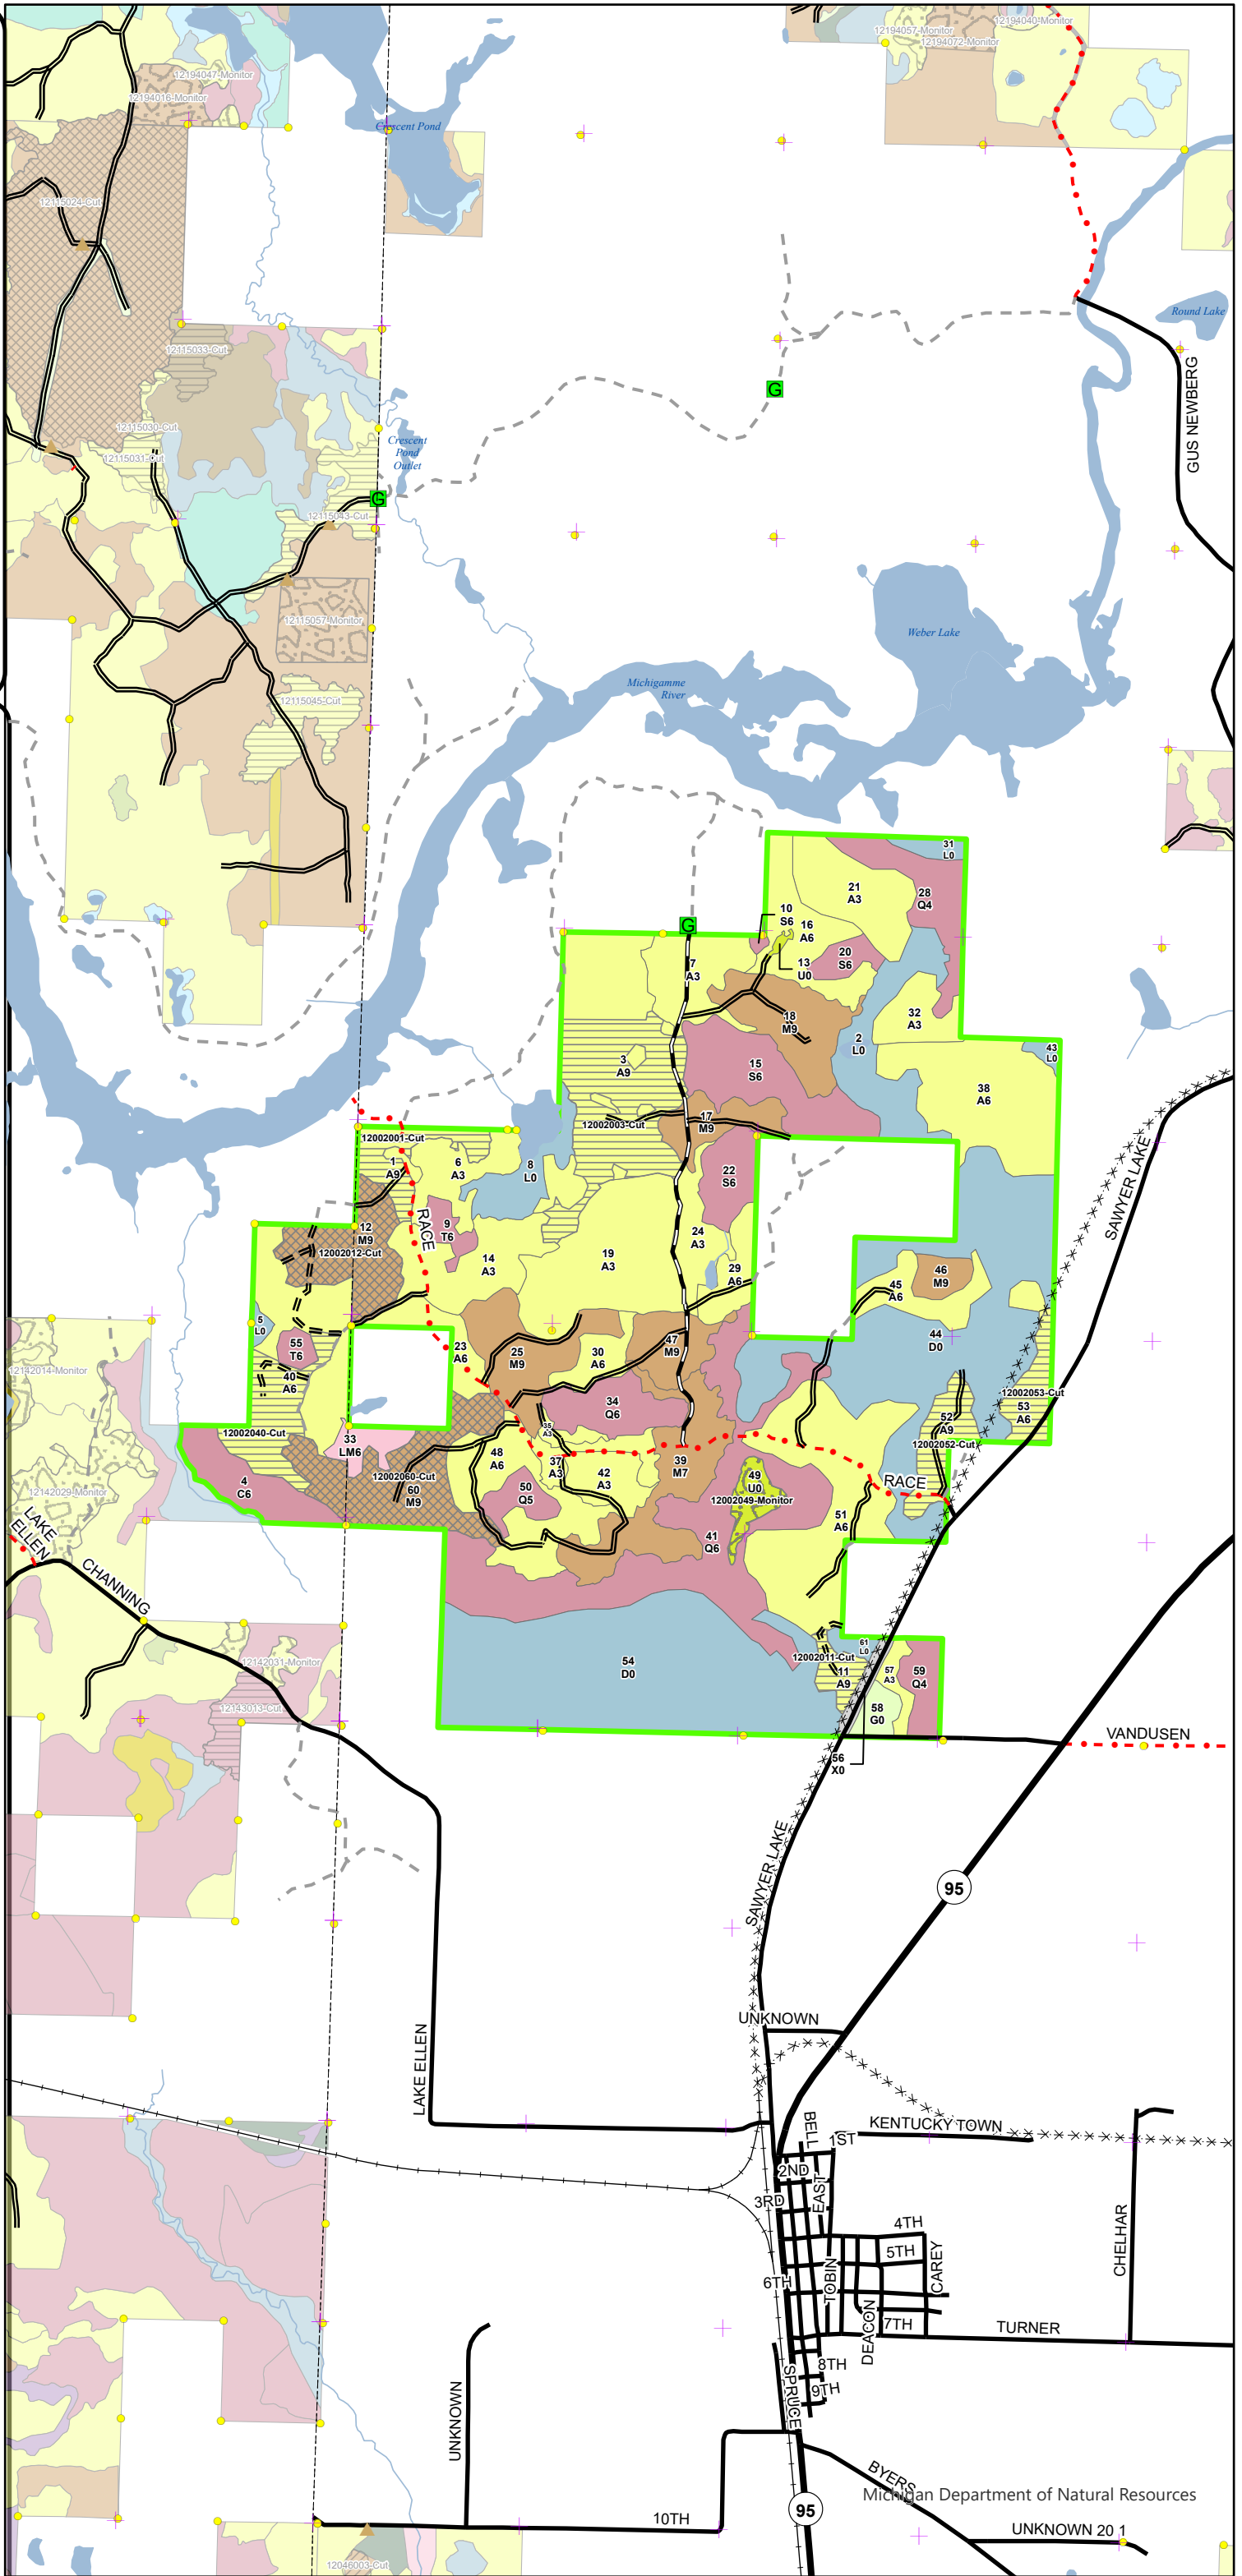 12194040-Monitor
12194057-Monitor
12194072-Monitor
12194047-Monitor
12194016-Monitor
Crescent Pond
12115024-Cut
Round Lake
12115033-Cut
G
GUS NEWBERG
12115030-Cut
Crescent
Pond
Outlet
12115031-Cut
G
12115043-Cut
12115057-Monitor
Weber Lake
Michigamme
River
12115045-Cut
31
L0
21
A3
28
Q4
10
S6
16
A6
G
20
S6
7
A3
13
U0
32
A3
18
M9
2
L0
43
L0
3
A9
15
S6
38
A6
17
M9
12002003-Cut
12002001-Cut
1
A9
6
A3
8
L0
22
S6
SAWYER LAKE
9
T6
RACE
12
M9
12002012-Cut
24
A3
14
A3
19
A3
29
A6
46
M9
45
A6
5
L0
55
T6
23
A6
25
M9
30
A6
47
M9
44
D0
12142014-Monitor
40
A6
12002053-Cut
53
A6
34
Q6
52
A9
35
A3
12002040-Cut
33
LM6
12002052-Cut
48
A6
37
A3
42
A3
39
M7
49
U0
12002060-Cut
60
M9
4
C6
RACE
12142029-Monitor
50
Q5
12002049-Monitor
51
A6
41
Q6
LAKE
ELLEN
CHANNING
61
L0
12002011-Cut
54
D0
12142031-Monitor
11
A9
57
A3
59
Q4
12143013-Cut
58
G0
VANDUSEN
56
X0
SAWYER LAKE
95
UNKNOWN
LAKE ELLEN
BELL
KENTUCKY TOWN
1ST
2ND
EAST
3RD
4TH
5TH
CAREY
CHELHAR
6TH
TOBIN
DEACON
7TH
TURNER
8TH
9TH
SPRUCE
UNKNOWN
BYERS
Michigan Department of Natural Resources
95
10TH
UNKNOWN 20 1
12046003-Cut